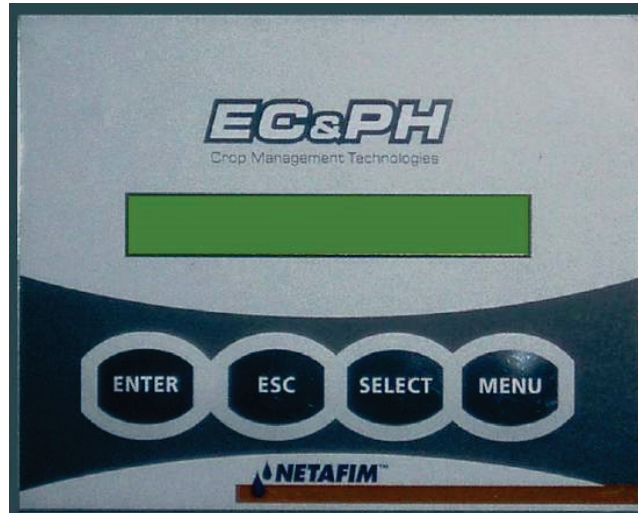 EC&PH
Crop Management Technologies
ENTER ESC SELECT MENU
NETAFIM™